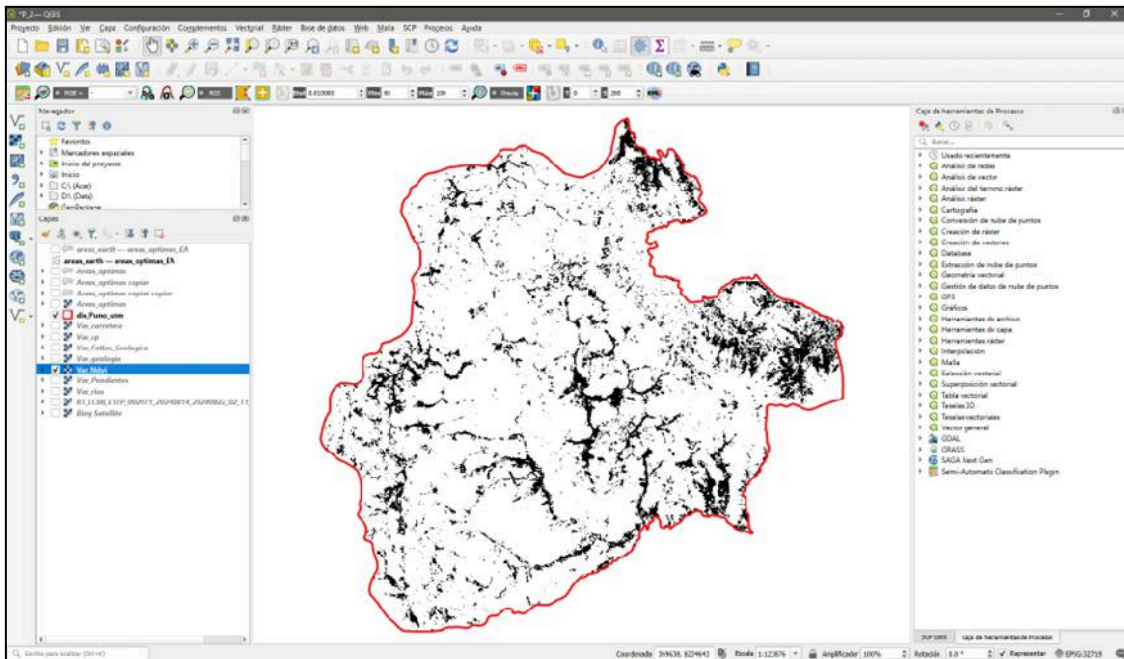 *P_2 — QGIS
Proyecto Edición Ver Capa Configuración Complementos Vectorial Ráster Base de datos Web Malla SCP Procesos Ayuda
Navegador
Favoritos
Marcadores espaciales
Inicio del proyecto
Inicio
C:\ (Acer)
D:\ (Data)
GeoPackage
Capas
areas_earth — areas_optimas_EA
areas_earth — areas_optimas_EA
Areas_optimas
Areas_optimas copiar
Areas_optimas copiar copiar
Areas_optimas
dis_Puno_utm
Var_carretera
Var_cp
Var_Fallas_Geologica
Var_geologia
Var_Ndvi
Var_Pendientes
Var_rios
Bing Satellite
Caja de herramientas de Procesos
Buscar...
Usado recientemente
Análisis de redes
Análisis de vector
Análisis del terreno ráster
Análisis ráster
Cartografía
Conversión de nube de puntos
Creación de ráster
Creación de vectores
Database
Extracción de nube de puntos
Geometría vectorial
Gestión de datos de nube de puntos
GPS
Gráficos
Herramientas de archivo
Herramientas de capa
Herramientas ráster
Interpolación
Malla
Selección vectorial
Superposición vectorial
Tabla vectorial
Teselas 3D
Teselas vectoriales
Vector general
GDAL
GRASS
SAGA Next Gen
Semi-Automatic Classification Plugin
SCP Dock Caja de herramientas de Procesos
Escriba para localizar (Ctrl+K) Coordenada Escala 1:123876 Amplificador 100% Rotación 0.0 ° Representar EPSG:32719